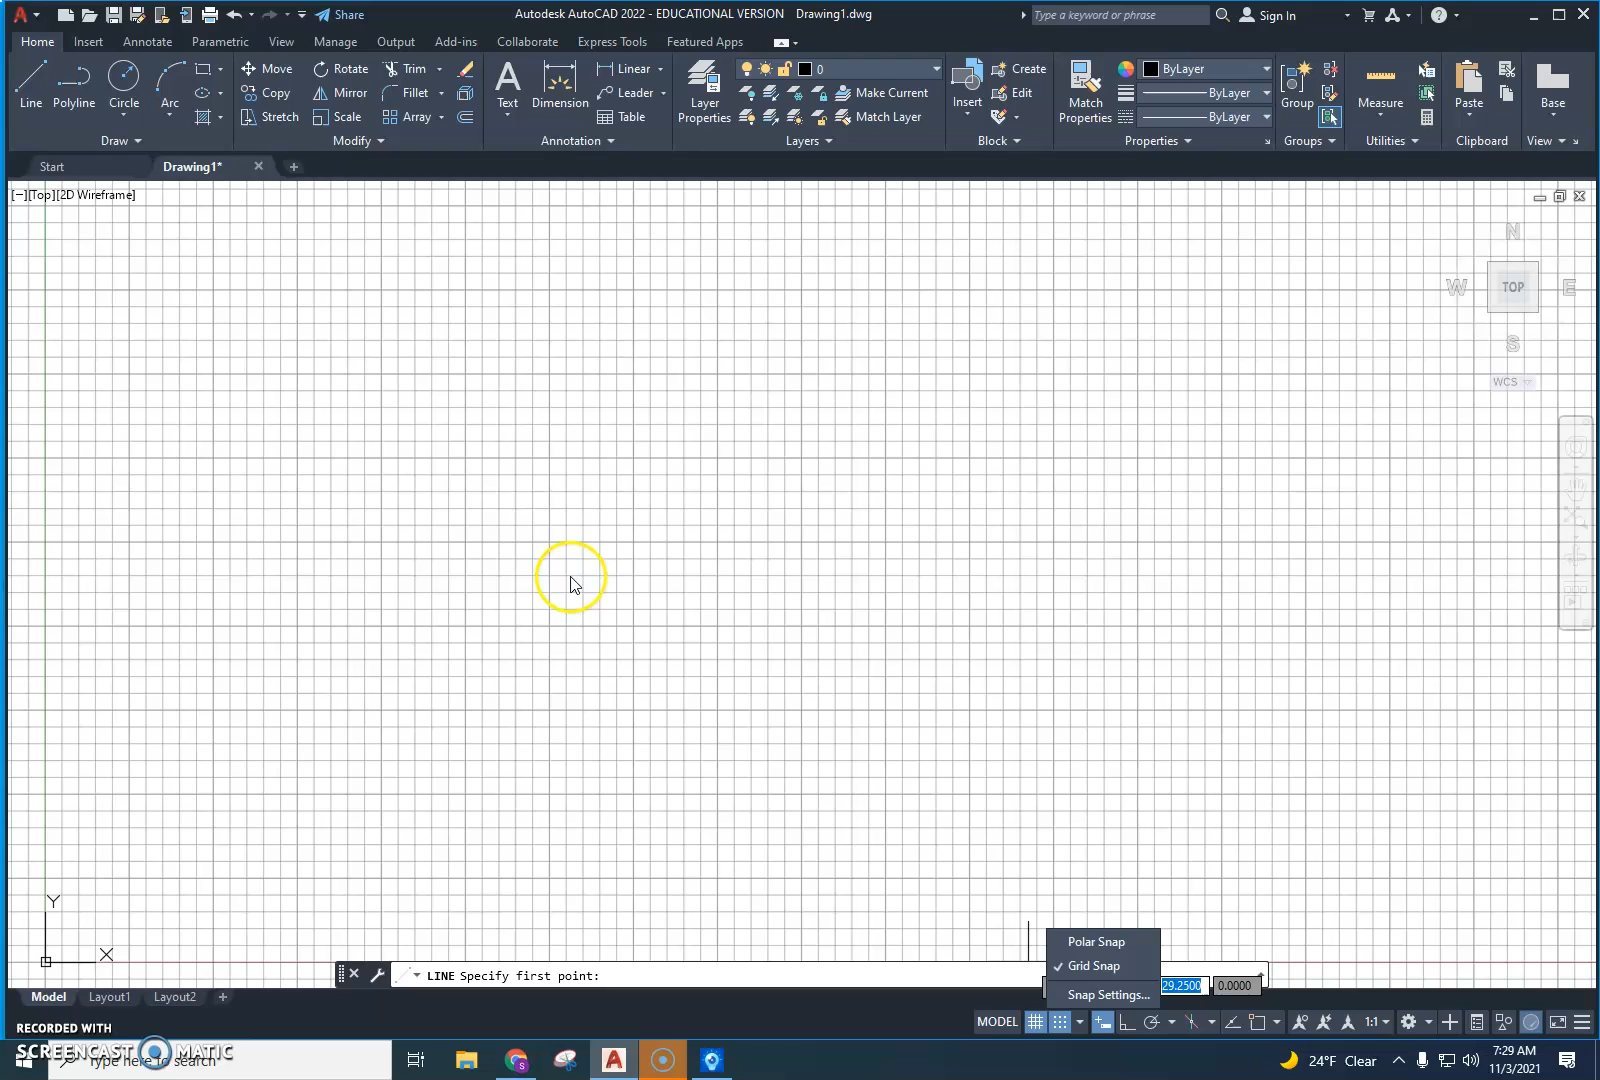 Share
Autodesk AutoCAD 2022 - EDUCATIONAL VERSION Drawing1.dwg
Type a keyword or phrase
Sign In
Home Insert Annotate Parametric View Manage Output Add-ins Collaborate Express Tools Featured Apps
Line Polyline Circle Arc
Move Rotate Trim
Copy Mirror Fillet
Stretch Scale Array
Text Dimension
Linear
Leader
Table
Layer Properties
0
Make Current
Match Layer
Insert
Create
Edit
Match Properties
ByLayer
ByLayer
ByLayer
Group
Measure
Paste
Base
Draw Modify Annotation Layers Block Properties Groups Utilities Clipboard View
Start Drawing1*
[−][Top][2D Wireframe]
N
W TOP E
S
WCS
Y
X
Polar Snap
Grid Snap
Snap Settings...
LINE Specify first point:
29.2500 0.0000
Model Layout1 Layout2
MODEL
1:1
RECORDED WITH
SCREENCAST MATIC
Type here to search
24°F Clear
7:29 AM
11/3/2021